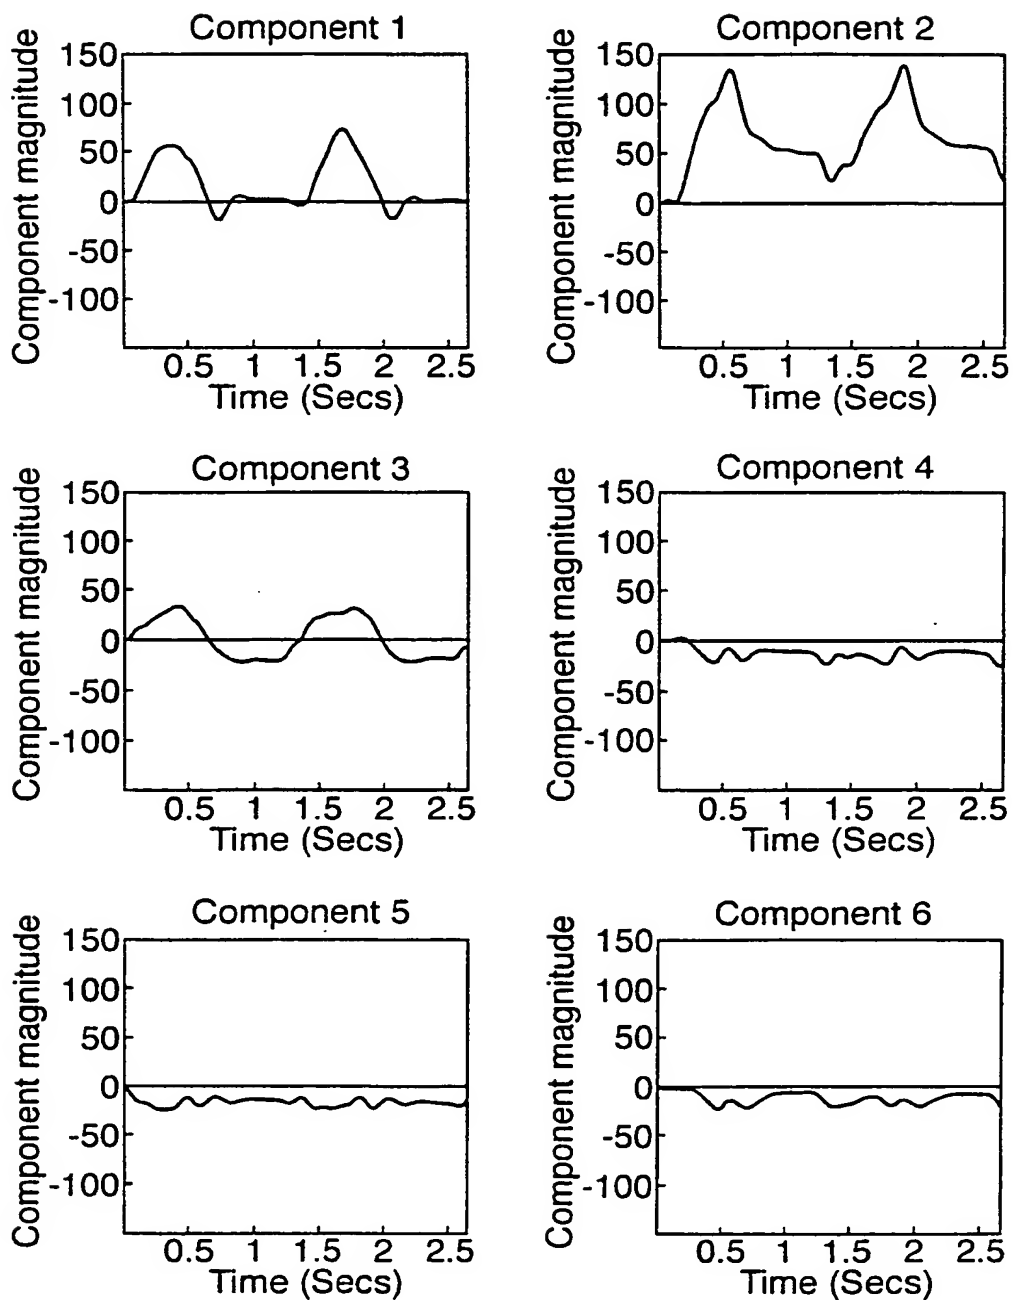 Component 1
Component magnitude
150
100
50
0
-50
-100
0.5 1 1.5 2 2.5
Time (Secs)
Component 2
Component magnitude
150
100
50
0
-50
-100
0.5 1 1.5 2 2.5
Time (Secs)
Component 3
Component magnitude
150
100
50
0
-50
-100
0.5 1 1.5 2 2.5
Time (Secs)
Component 4
Component magnitude
150
100
50
0
-50
-100
0.5 1 1.5 2 2.5
Time (Secs)
Component 5
Component magnitude
150
100
50
0
-50
-100
0.5 1 1.5 2 2.5
Time (Secs)
Component 6
Component magnitude
150
100
50
0
-50
-100
0.5 1 1.5 2 2.5
Time (Secs)